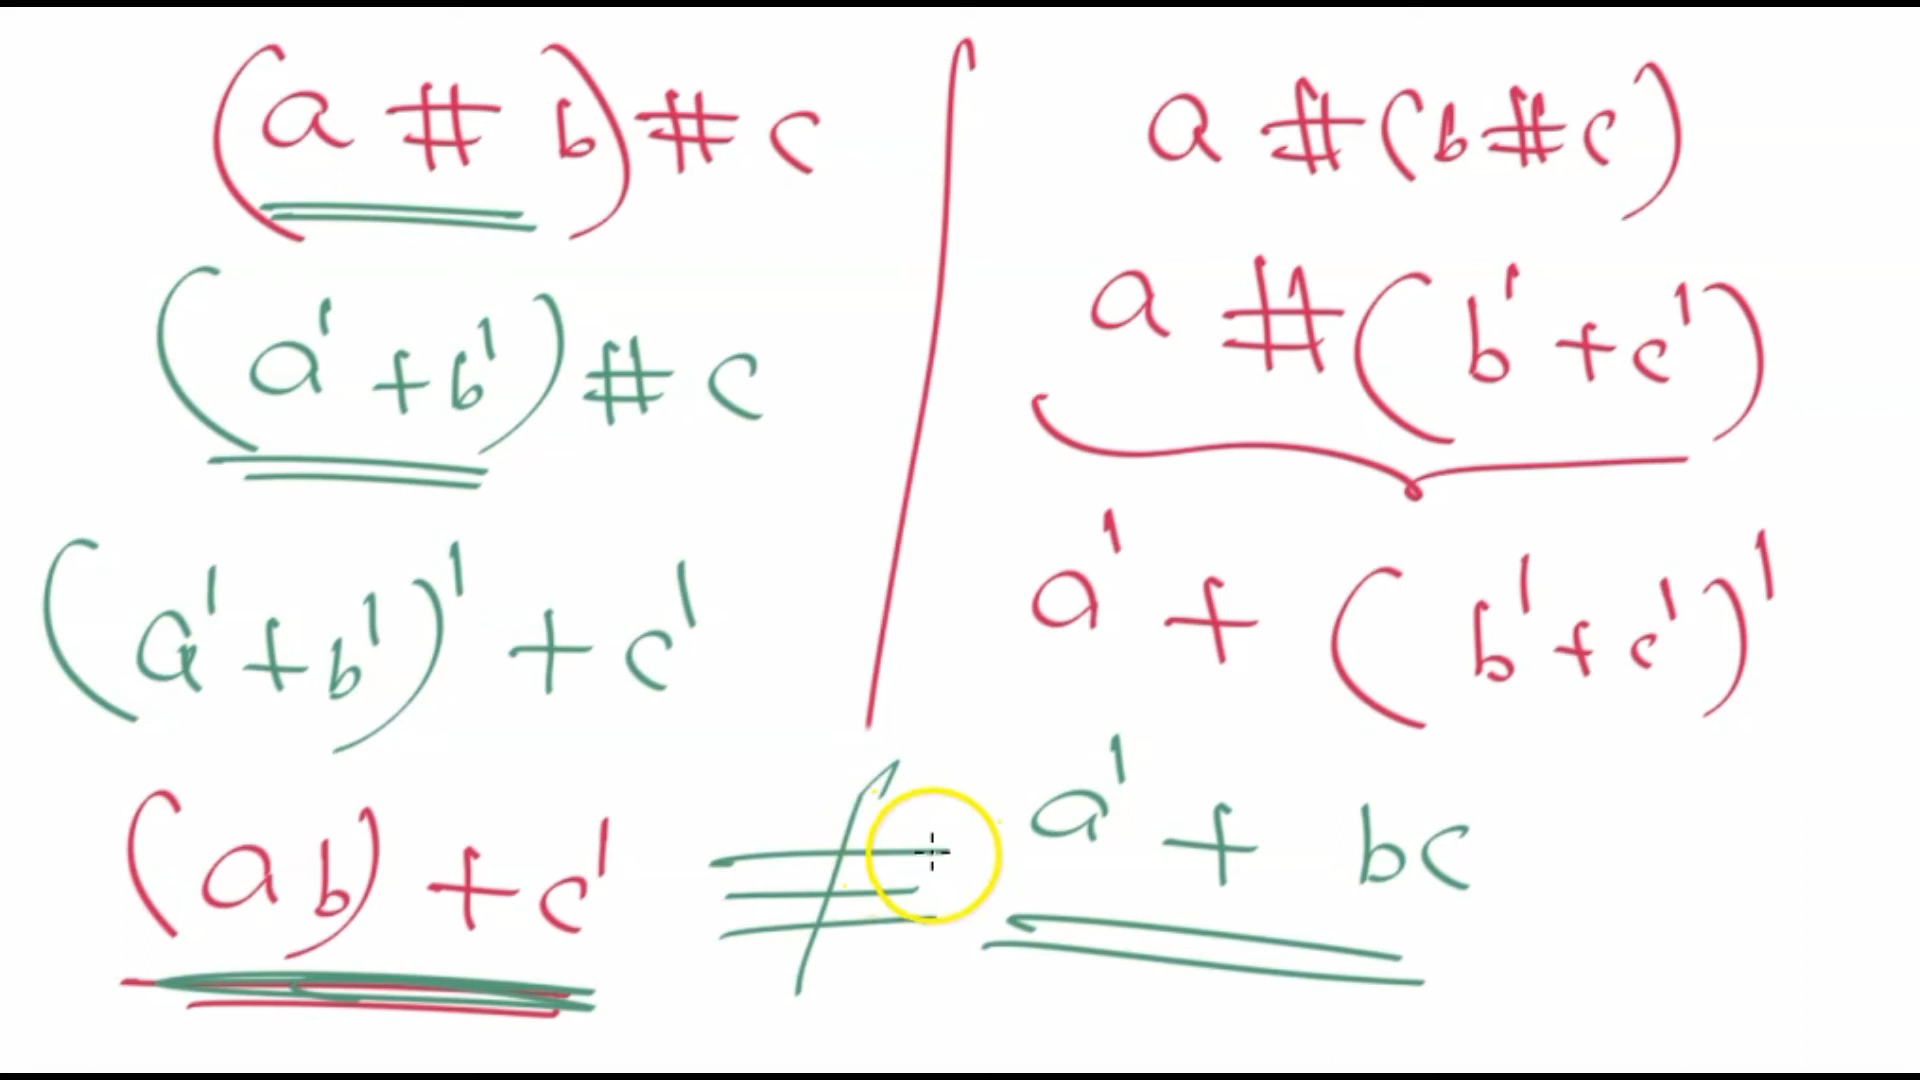 (a # b) # c
(a' + b') # c
(a' + b')' + c'
(ab) + c' ≢ a' + bc
a # (b # c)
a # (b' + c')
a' + (b' + c')'